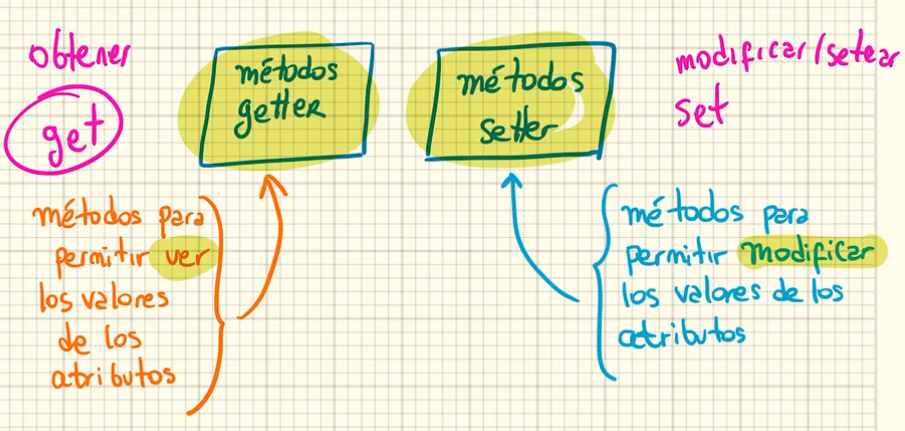 obtener
get
métodos
getter
métodos
setter
modificar/setear
set
métodos para
permitir ver
los valores
de los
atributos
métodos para
permitir modificar
los valores de los
atributos